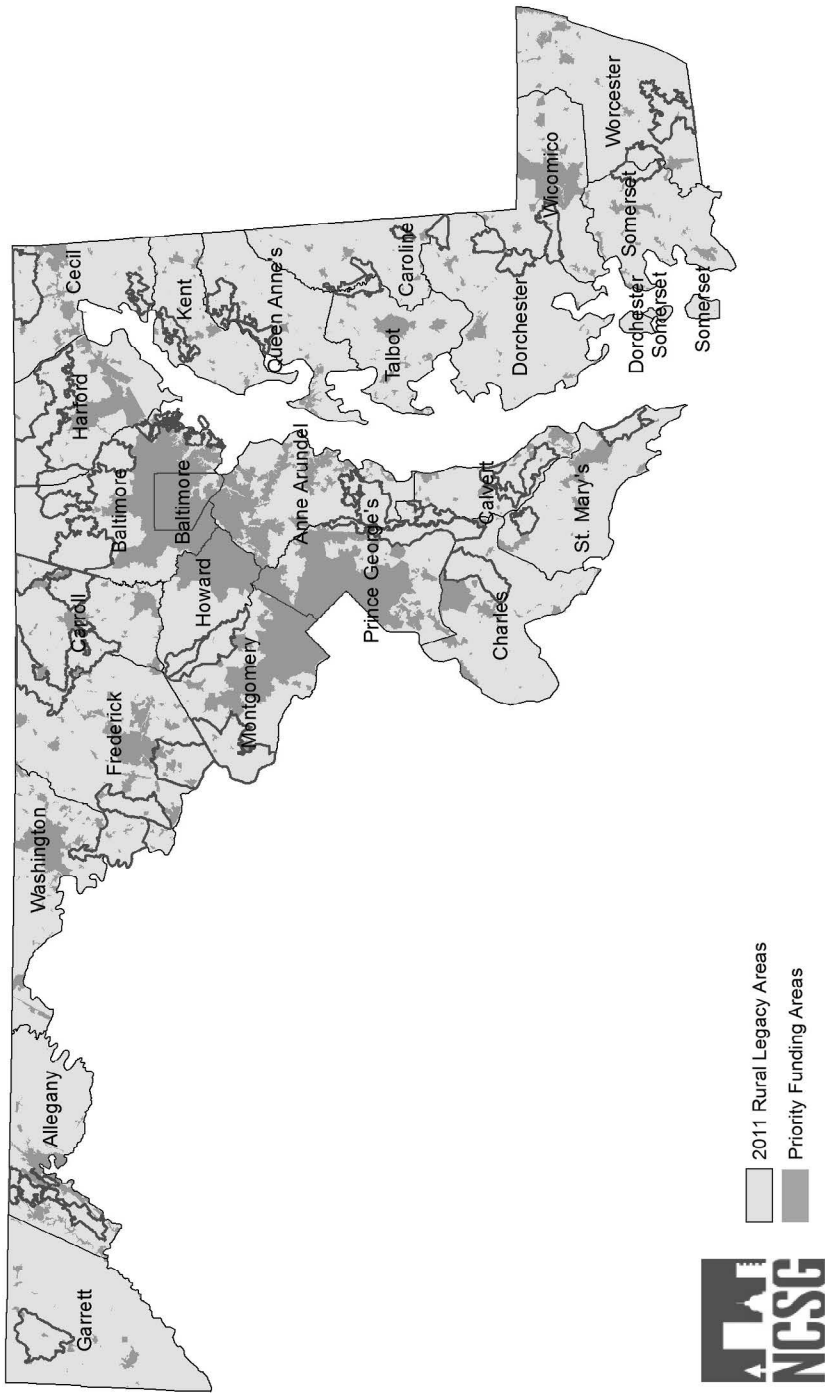 Garrett
Allegany
Washington
Frederick
Carroll
Baltimore
Harford
Cecil
Kent
Baltimore
Howard
Montgomery
Anne Arundel
Queen Anne's
Prince George's
Talbot
Caroline
Charles
Calvert
St. Mary's
Dorchester
Wicomico
Dorchester
Somerset
Somerset
Somerset
Worcester
NCSG
2011 Rural Legacy Areas
Priority Funding Areas